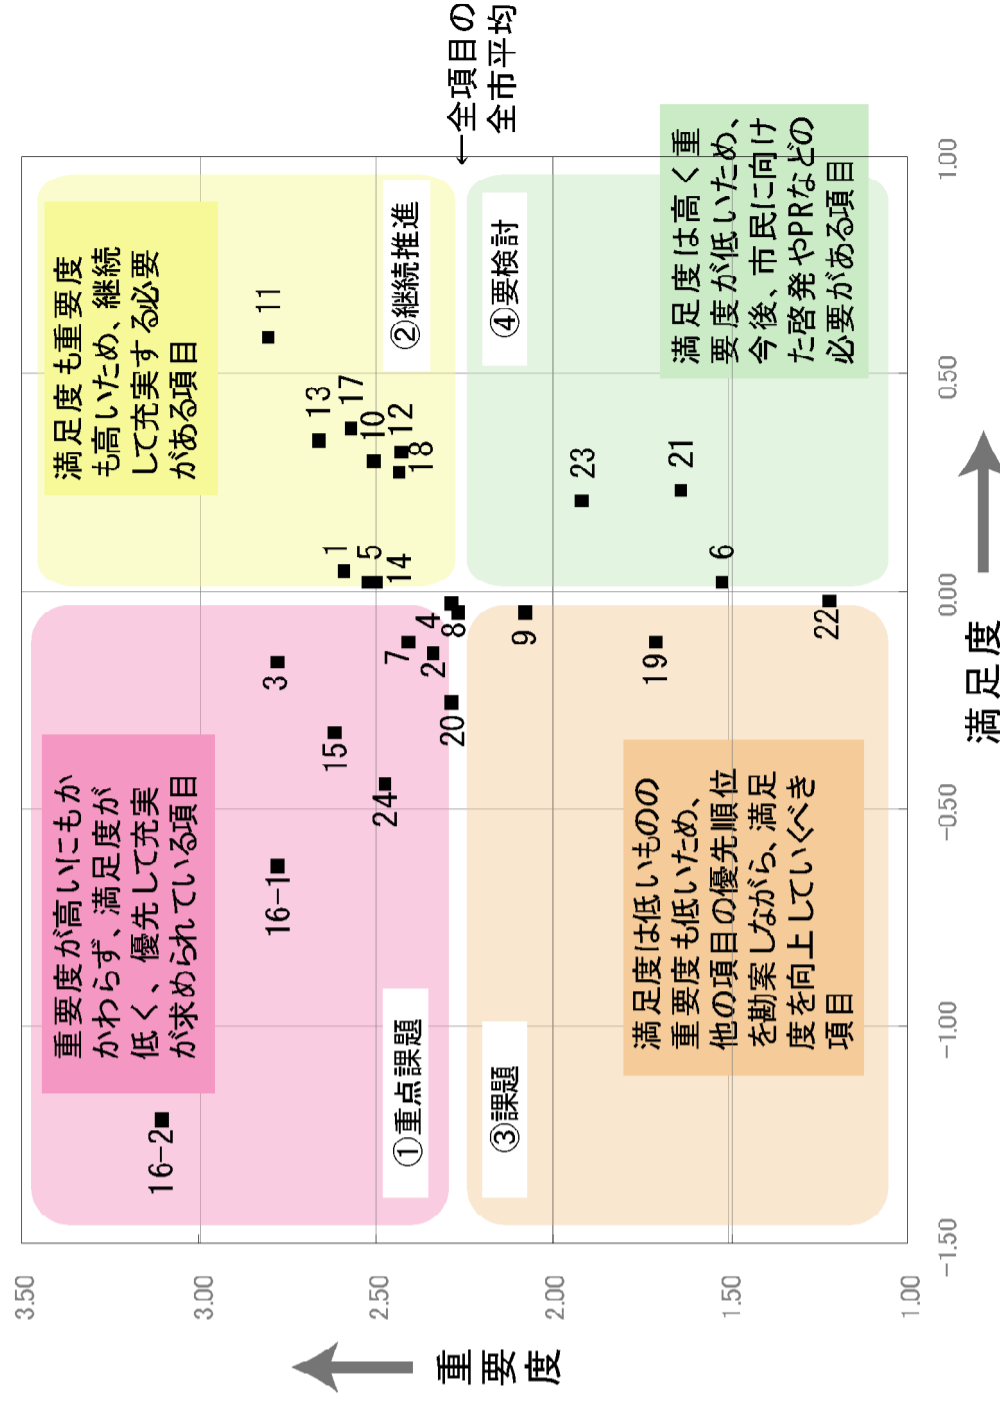 重要度が高いにもか
かわらず、満足度が
低く、優先して充実
が求められている項目
満足度も重要度
も高いため、継続
して充実する必要
がある項目
①重点課題
②継続推進
←全項目の
全市平均
③課題
④要検討
満足度は低いものの
重要度も低いため、
他の項目の優先順位
を勘案しながら、満足
度を向上していくべき
項目
満足度は高く重
要度が低いため、
今後、市民に向け
た啓発やPRなどの
必要がある項目
16-2
16-1
3
15
24
7
2
20
4
8
11
13
17
10
12
18
1
5
14
9
19
22
23
21
6
3.50
3.00
2.50
2.00
1.50
1.00
-1.50
-1.00
-0.50
0.00
0.50
1.00
重要度
満足度